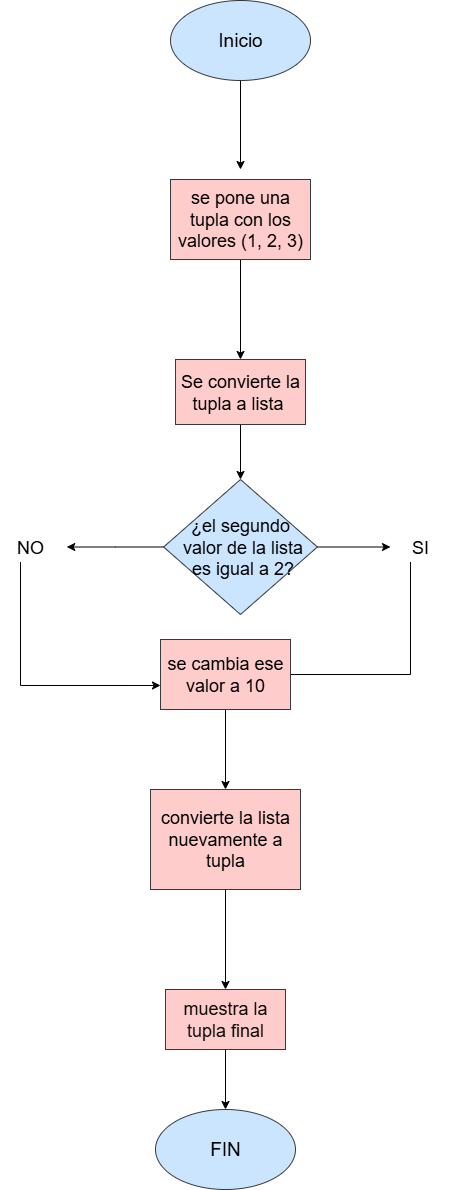 Inicio
se pone una
tupla con los
valores (1, 2, 3)
Se convierte la
tupla a lista
¿el segundo
valor de la lista
es igual a 2?
NO
SI
se cambia ese
valor a 10
convierte la lista
nuevamente a
tupla
muestra la
tupla final
FIN